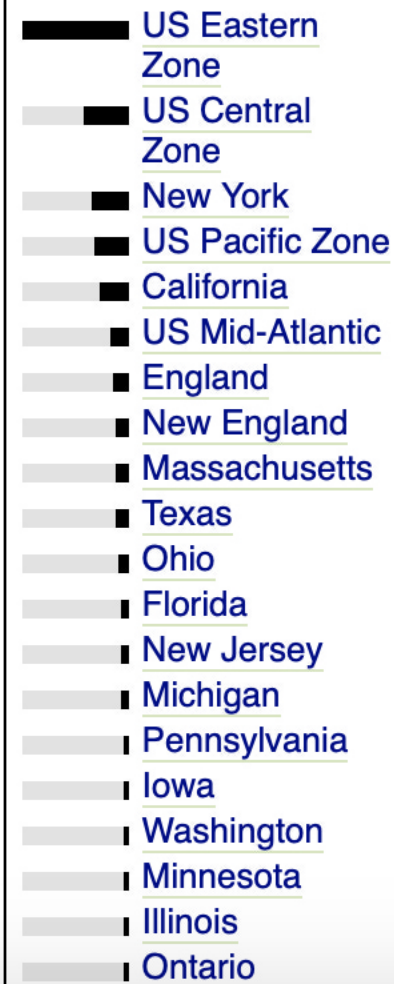 US Eastern
Zone
US Central
Zone
New York
US Pacific Zone
California
US Mid-Atlantic
England
New England
Massachusetts
Texas
Ohio
Florida
New Jersey
Michigan
Pennsylvania
Iowa
Washington
Minnesota
Illinois
Ontario